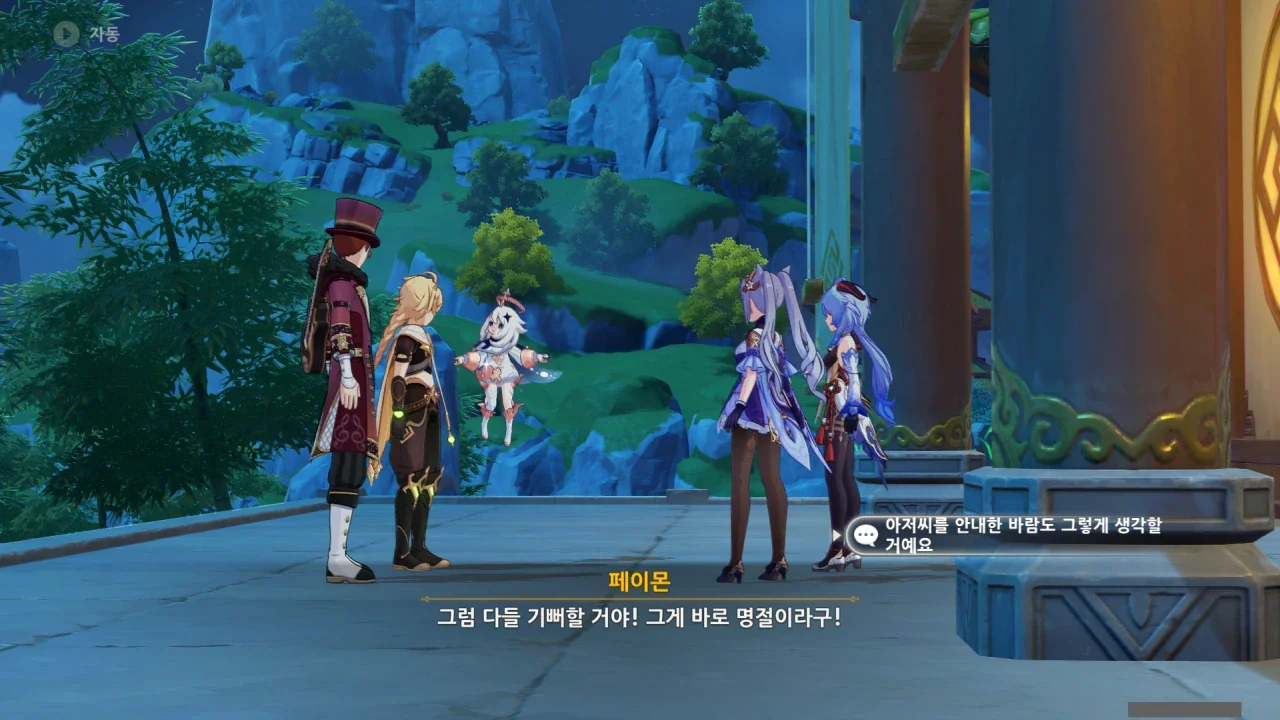 자동
아저씨를 안내한 바람도 그렇게 생각할
거예요
페이몬
그럼 다들 기뻐할 거야! 그게 바로 명절이라구!